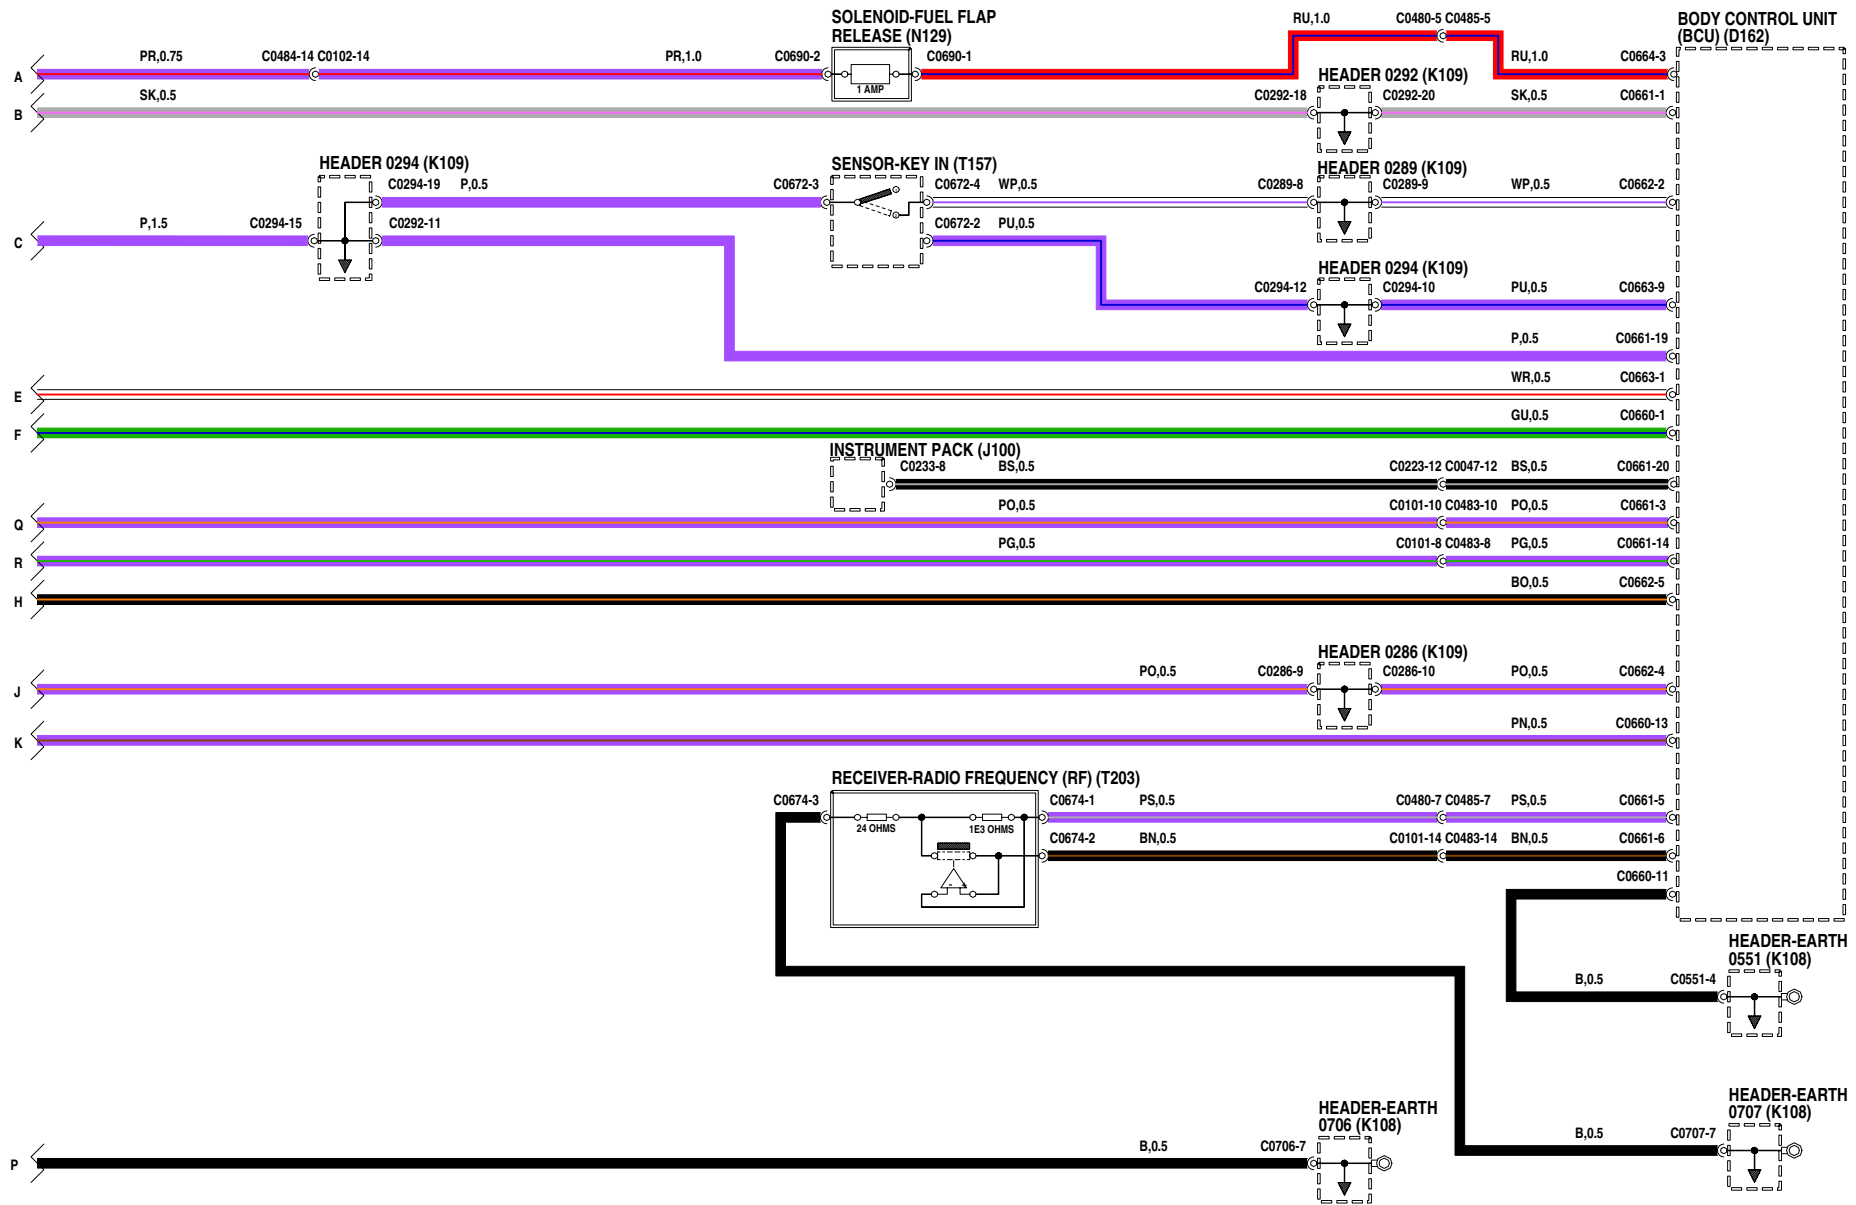 SOLENOID-FUEL FLAP
RELEASE (N129)
RU,1.0 C0480-5 C0485-5
BODY CONTROL UNIT
(BCU) (D162)
A PR,0.75 C0484-14 C0102-14 PR,1.0 C0690-2 C0690-1 RU,1.0 C0664-3
1 AMP
HEADER 0292 (K109)
B SK,0.5 C0292-18 C0292-20 SK,0.5 C0661-1
HEADER 0294 (K109) SENSOR-KEY IN (T157) HEADER 0289 (K109)
C0294-19 P,0.5 C0672-3 C0672-4 WP,0.5 C0289-8 C0289-9 WP,0.5 C0662-2
C P,1.5 C0294-15 C0292-11 C0672-2 PU,0.5
HEADER 0294 (K109)
C0294-12 C0294-10 PU,0.5 C0663-9
P,0.5 C0661-19
E WR,0.5 C0663-1
F GU,0.5 C0660-1
INSTRUMENT PACK (J100)
C0233-8 BS,0.5 C0223-12 C0047-12 BS,0.5 C0661-20
Q PO,0.5 C0101-10 C0483-10 PO,0.5 C0661-3
R PG,0.5 C0101-8 C0483-8 PG,0.5 C0661-14
H BO,0.5 C0662-5
HEADER 0286 (K109)
J PO,0.5 C0286-9 C0286-10 PO,0.5 C0662-4
K PN,0.5 C0660-13
RECEIVER-RADIO FREQUENCY (RF) (T203)
C0674-3 C0674-1 PS,0.5 C0480-7 C0485-7 PS,0.5 C0661-5
24 OHMS 1E3 OHMS
C0674-2 BN,0.5 C0101-14 C0483-14 BN,0.5 C0661-6
C0660-11
HEADER-EARTH
0551 (K108)
B,0.5 C0551-4
HEADER-EARTH
0707 (K108)
B,0.5 C0707-7
HEADER-EARTH
0706 (K108)
P B,0.5 C0706-7